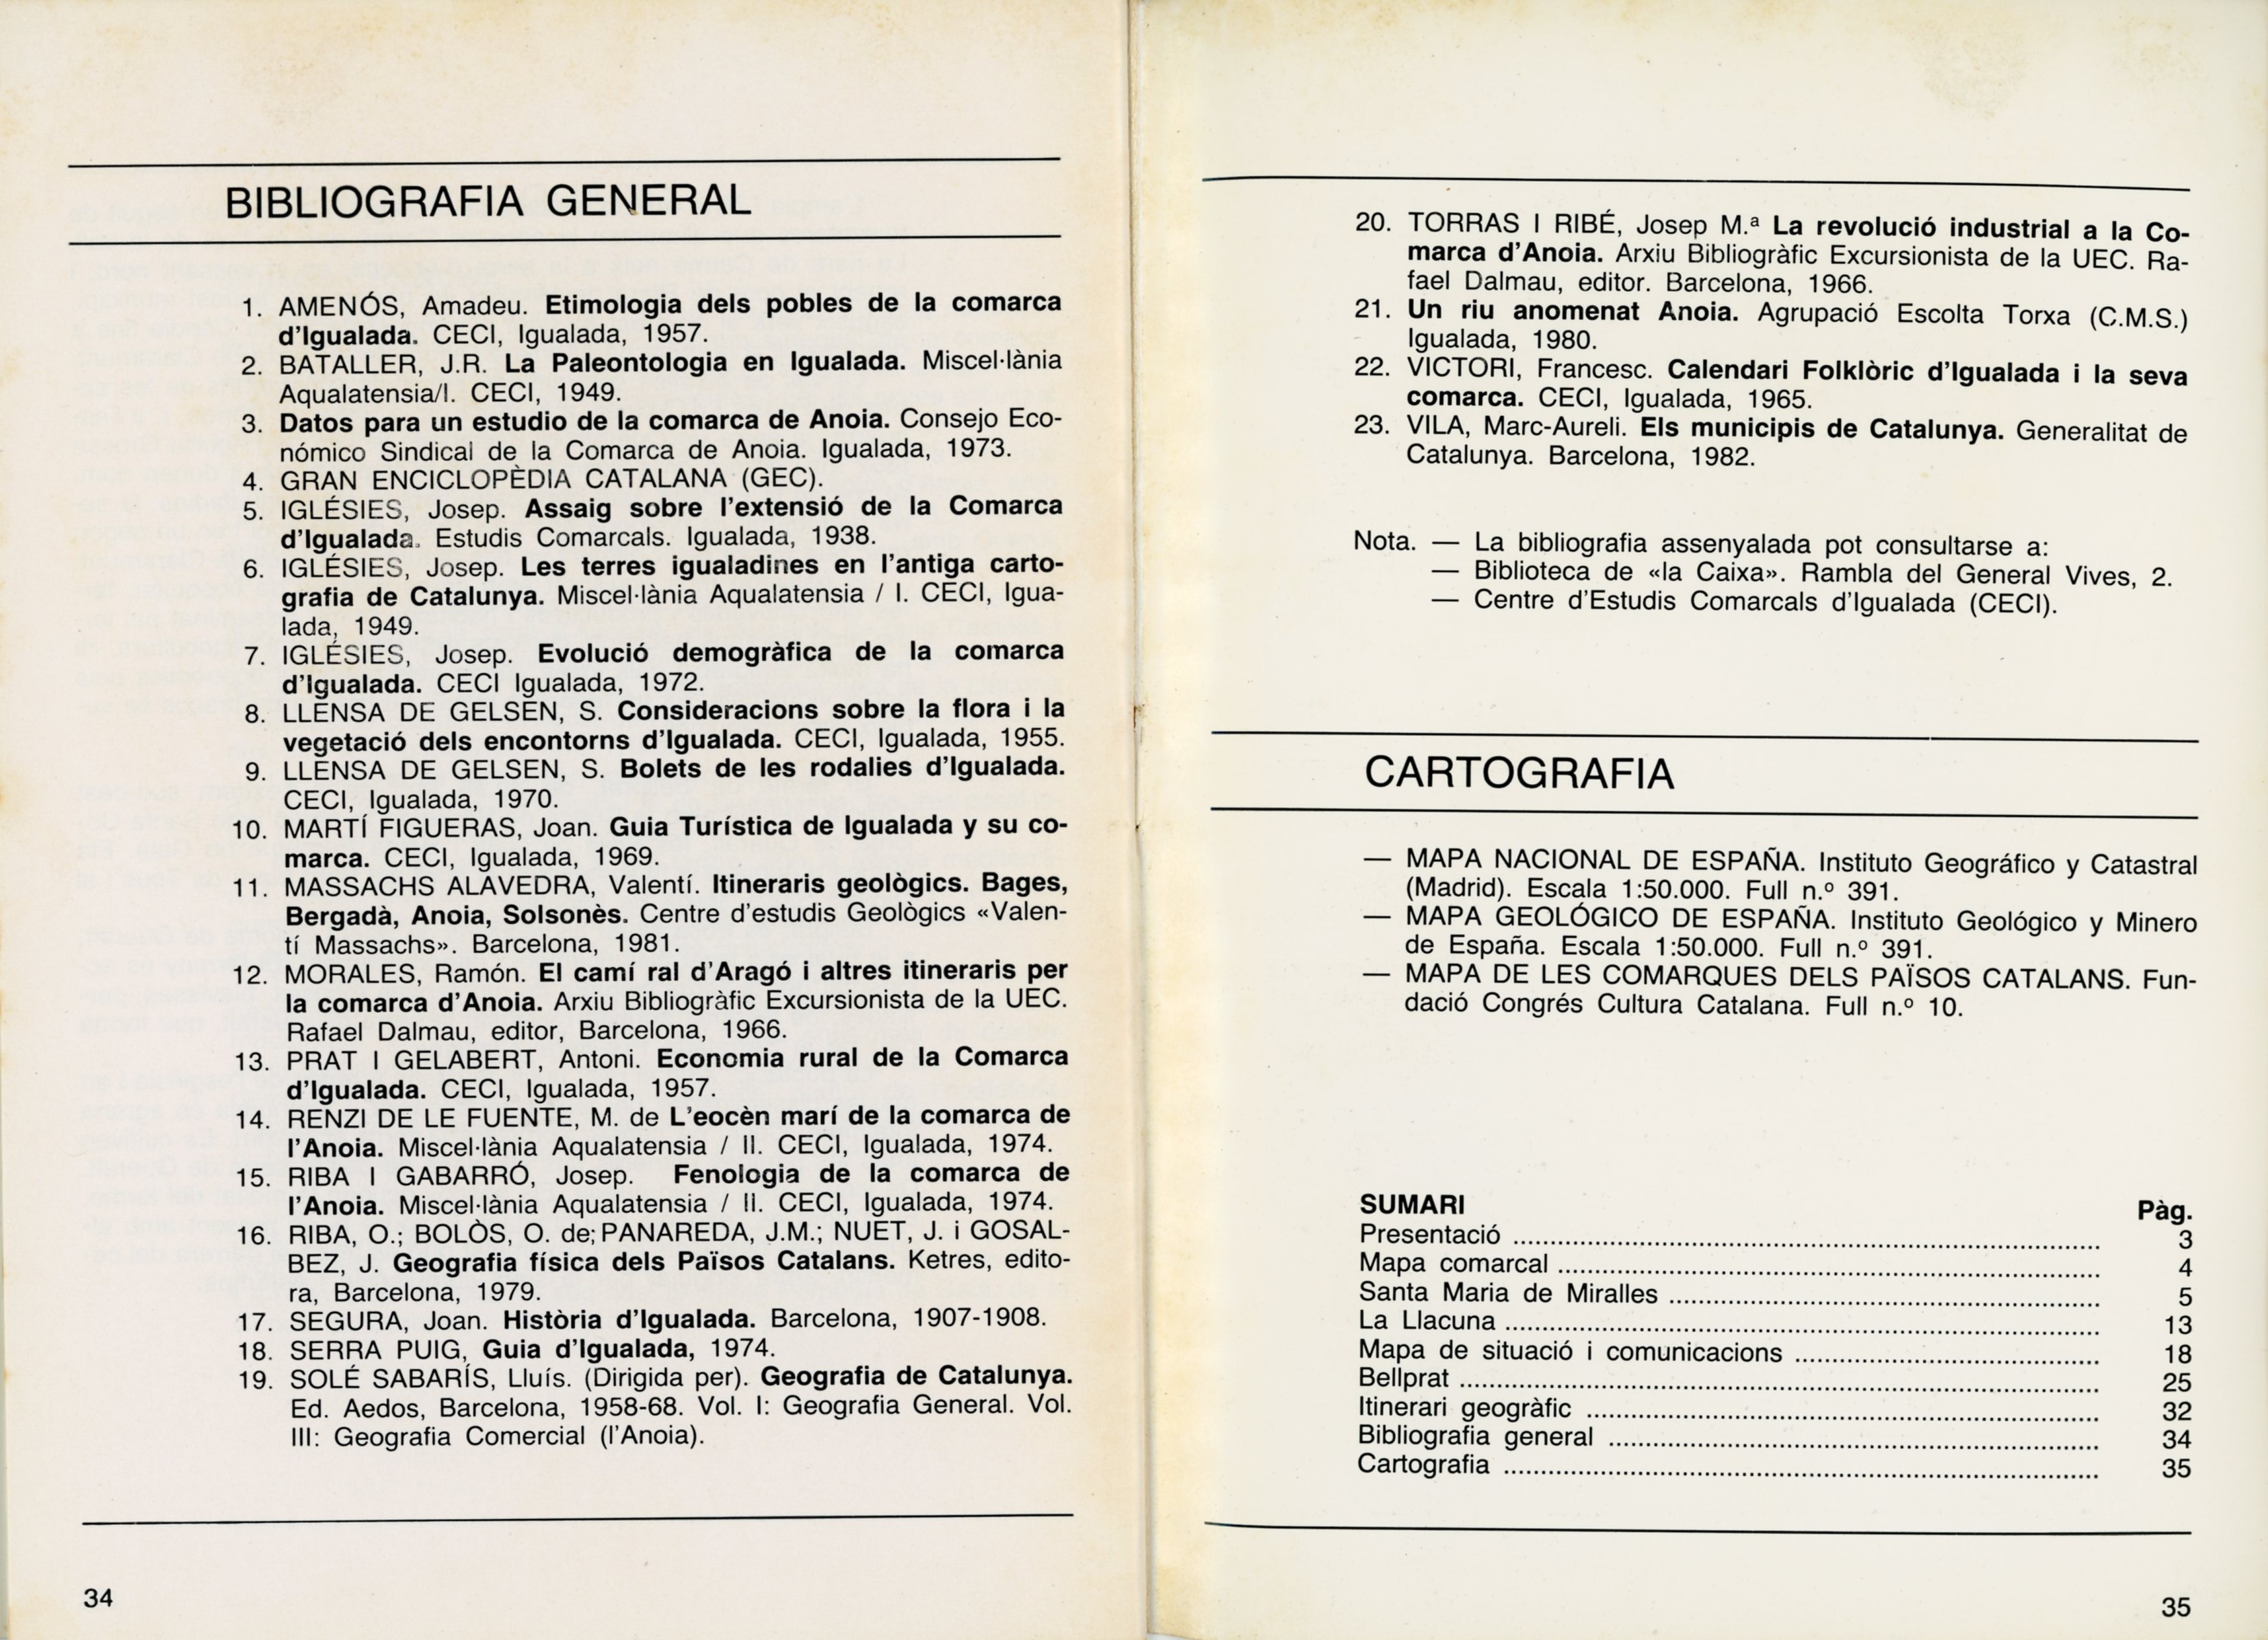 BIBLIOGRAFIA GENERAL
1. AMENÓS, Amadeu. Etimologia dels pobles de la comarca
d'Igualada. CECI, Igualada, 1957.
2. BATALLER, J.R. La Paleontologia en Igualada. Miscel·lània
Aqualatensia/I. CECI, 1949.
3. Datos para un estudio de la comarca de Anoia. Consejo Eco-
nómico Sindical de la Comarca de Anoia. Igualada, 1973.
4. GRAN ENCICLOPÈDIA CATALANA (GEC).
5. IGLÉSIES, Josep. Assaig sobre l'extensió de la Comarca
d'Igualada. Estudis Comarcals. Igualada, 1938.
6. IGLÉSIES, Josep. Les terres igualadines en l'antiga carto-
grafia de Catalunya. Miscel·lània Aqualatensia / I. CECI, Igua-
lada, 1949.
7. IGLÉSIES, Josep. Evolució demogràfica de la comarca
d'Igualada. CECI Igualada, 1972.
8. LLENSA DE GELSEN, S. Consideracions sobre la flora i la
vegetació dels encontorns d'Igualada. CECI, Igualada, 1955.
9. LLENSA DE GELSEN, S. Bolets de les rodalies d'Igualada.
CECI, Igualada, 1970.
10. MARTÍ FIGUERAS, Joan. Guia Turística de Igualada y su co-
marca. CECI, Igualada, 1969.
11. MASSACHS ALAVEDRA, Valentí. Itineraris geològics. Bages,
Bergadà, Anoia, Solsonès. Centre d'estudis Geològics «Valen-
tí Massachs». Barcelona, 1981.
12. MORALES, Ramón. El camí ral d'Aragó i altres itineraris per
la comarca d'Anoia. Arxiu Bibliogràfic Excursionista de la UEC.
Rafael Dalmau, editor, Barcelona, 1966.
13. PRAT I GELABERT, Antoni. Economia rural de la Comarca
d'Igualada. CECI, Igualada, 1957.
14. RENZI DE LE FUENTE, M. de L'eocèn marí de la comarca de
l'Anoia. Miscel·lània Aqualatensia / II. CECI, Igualada, 1974.
15. RIBA I GABARRÓ, Josep. Fenologia de la comarca de
l'Anoia. Miscel·lània Aqualatensia / II. CECI, Igualada, 1974.
16. RIBA, O.; BOLÒS, O. de; PANAREDA, J.M.; NUET, J. i GOSAL-
BEZ, J. Geografia física dels Països Catalans. Ketres, edito-
ra, Barcelona, 1979.
17. SEGURA, Joan. Història d'Igualada. Barcelona, 1907-1908.
18. SERRA PUIG, Guia d'Igualada, 1974.
19. SOLÉ SABARÍS, Lluís. (Dirigida per). Geografia de Catalunya.
Ed. Aedos, Barcelona, 1958-68. Vol. I: Geografia General. Vol.
III: Geografia Comercial (l'Anoia).
34
20. TORRAS I RIBÉ, Josep M.ª La revolució industrial a la Co-
marca d'Anoia. Arxiu Bibliogràfic Excursionista de la UEC. Ra-
fael Dalmau, editor. Barcelona, 1966.
21. Un riu anomenat Anoia. Agrupació Escolta Torxa (C.M.S.)
Igualada, 1980.
22. VICTORI, Francesc. Calendari Folklòric d'Igualada i la seva
comarca. CECI, Igualada, 1965.
23. VILA, Marc-Aureli. Els municipis de Catalunya. Generalitat de
Catalunya. Barcelona, 1982.
Nota. — La bibliografia assenyalada pot consultarse a:
— Biblioteca de «la Caixa». Rambla del General Vives, 2.
— Centre d'Estudis Comarcals d'Igualada (CECI).
CARTOGRAFIA
— MAPA NACIONAL DE ESPAÑA. Instituto Geográfico y Catastral
(Madrid). Escala 1:50.000. Full n.º 391.
— MAPA GEOLÓGICO DE ESPAÑA. Instituto Geológico y Minero
de España. Escala 1:50.000. Full n.º 391.
— MAPA DE LES COMARQUES DELS PAÏSOS CATALANS. Fun-
dació Congrés Cultura Catalana. Full n.º 10.
SUMARI Pàg.
Presentació ........ 3
Mapa comarcal ........ 4
Santa Maria de Miralles ........ 5
La Llacuna ........ 13
Mapa de situació i comunicacions ........ 18
Bellprat ........ 25
Itinerari geogràfic ........ 32
Bibliografia general ........ 34
Cartografia ........ 35
35